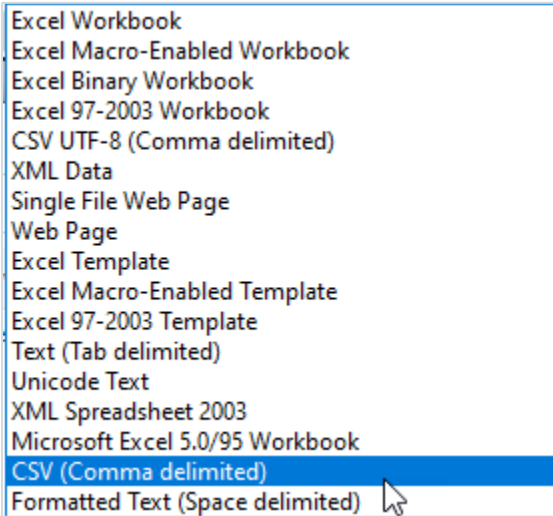 Excel Workbook
Excel Macro-Enabled Workbook
Excel Binary Workbook
Excel 97-2003 Workbook
CSV UTF-8 (Comma delimited)
XML Data
Single File Web Page
Web Page
Excel Template
Excel Macro-Enabled Template
Excel 97-2003 Template
Text (Tab delimited)
Unicode Text
XML Spreadsheet 2003
Microsoft Excel 5.0/95 Workbook
CSV (Comma delimited)
Formatted Text (Space delimited)